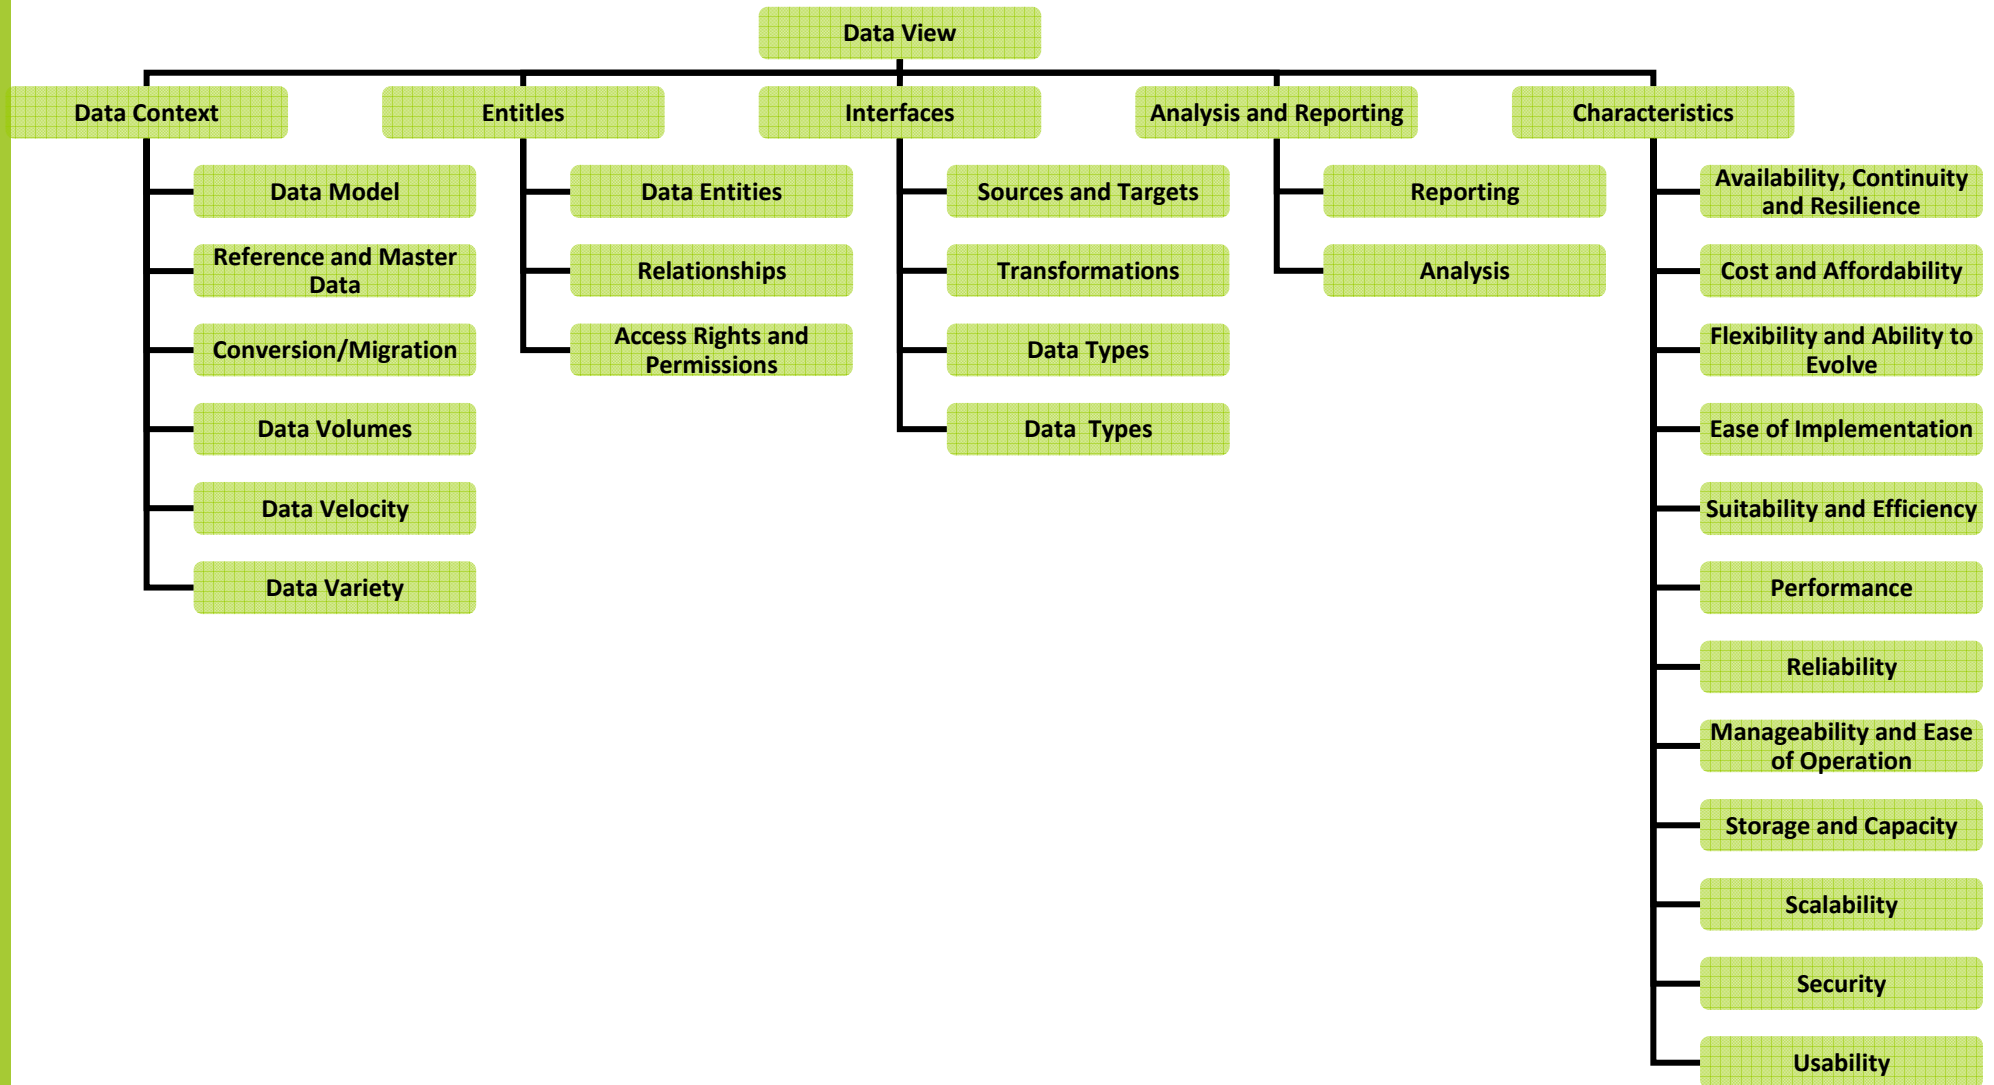 Data View
Data Context
Entitles
Interfaces
Analysis and Reporting
Characteristics
Data Model
Reference and Master
Data
Conversion/Migration
Data Volumes
Data Velocity
Data Variety
Data Entities
Relationships
Access Rights and
Permissions
Sources and Targets
Transformations
Data Types
Data  Types
Reporting
Analysis
Availability, Continuity
and Resilience
Cost and Affordability
Flexibility and Ability to
Evolve
Ease of Implementation
Suitability and Efficiency
Performance
Reliability
Manageability and Ease
of Operation
Storage and Capacity
Scalability
Security
Usability